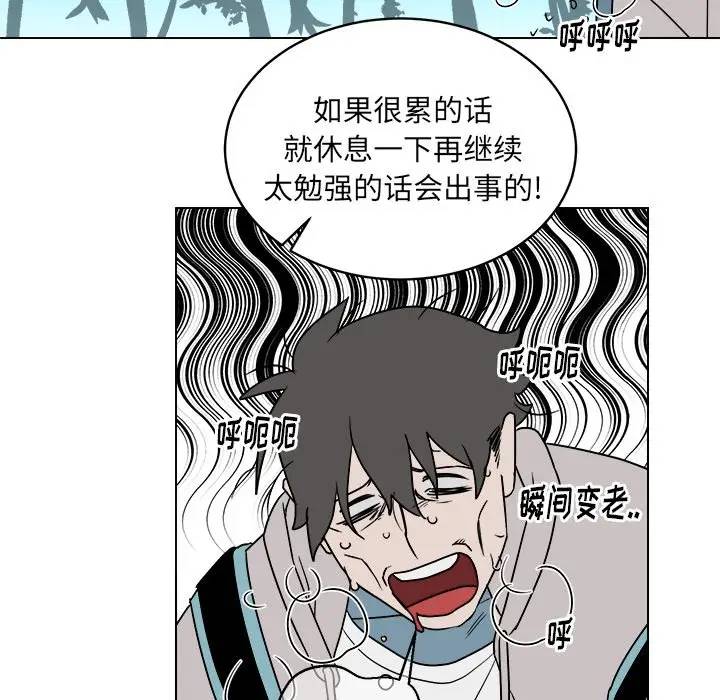 呼呼呼
如果很累的话
就休息一下再继续
太勉强的话会出事的!
呼呃呃
呼呃呃
瞬间变老..
呼